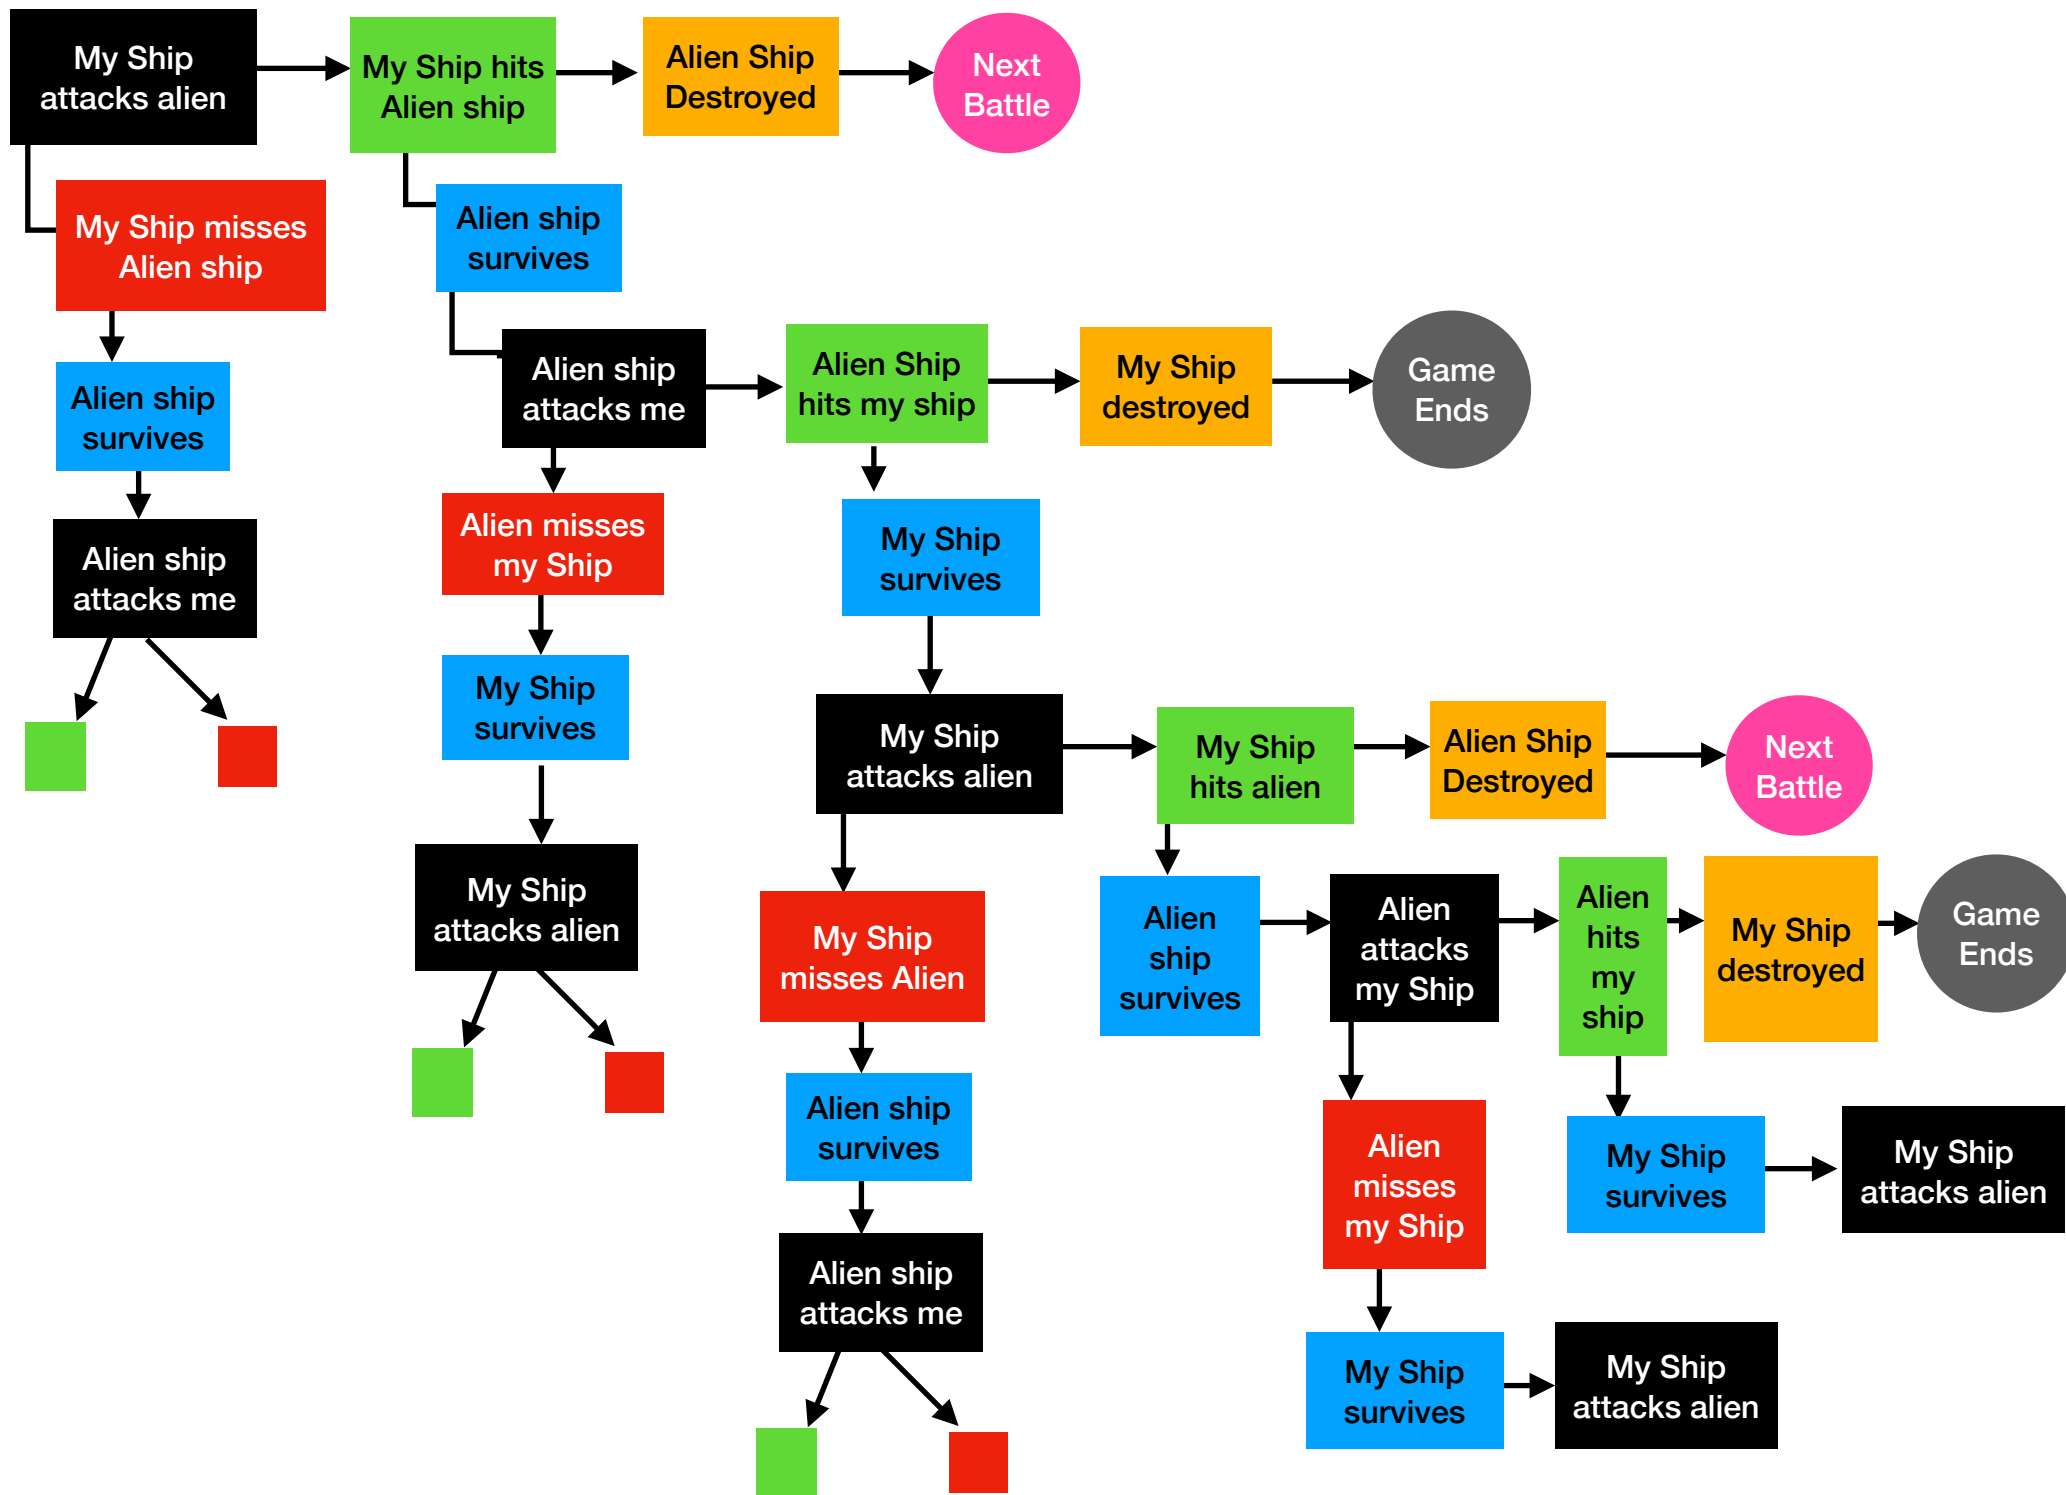 My Ship
attacks alien
My Ship hits
Alien ship
Alien Ship
Destroyed
Next
Battle
My Ship misses
Alien ship
Alien ship
survives
Alien ship
survives
Alien ship
attacks me
Alien ship
attacks me
Alien Ship
hits my ship
My Ship
destroyed
Game
Ends
Alien misses
my Ship
My Ship
survives
My Ship
attacks alien
My Ship
survives
My Ship
attacks alien
My Ship
hits alien
Alien Ship
Destroyed
Next
Battle
My Ship
misses Alien
Alien ship
survives
Alien ship
attacks me
Alien
ship
survives
Alien
attacks
my Ship
Alien
hits
my
ship
My Ship
destroyed
Game
Ends
Alien
misses
my Ship
My Ship
survives
My Ship
attacks alien
My Ship
survives
My Ship
attacks alien